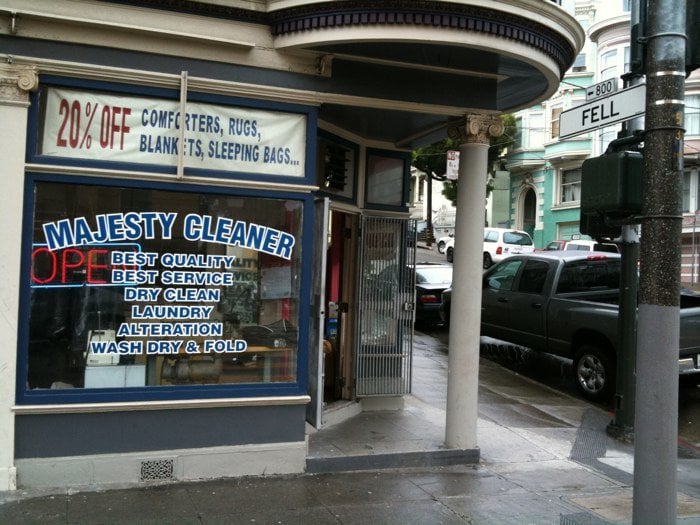 20% OFF COMFORTERS, RUGS,
BLANKETS, SLEEPING BAGS...
MAJESTY CLEANER
OPEN
BEST QUALITY
BEST SERVICE
DRY CLEAN
LAUNDRY
ALTERATION
WASH DRY & FOLD
800
FELL